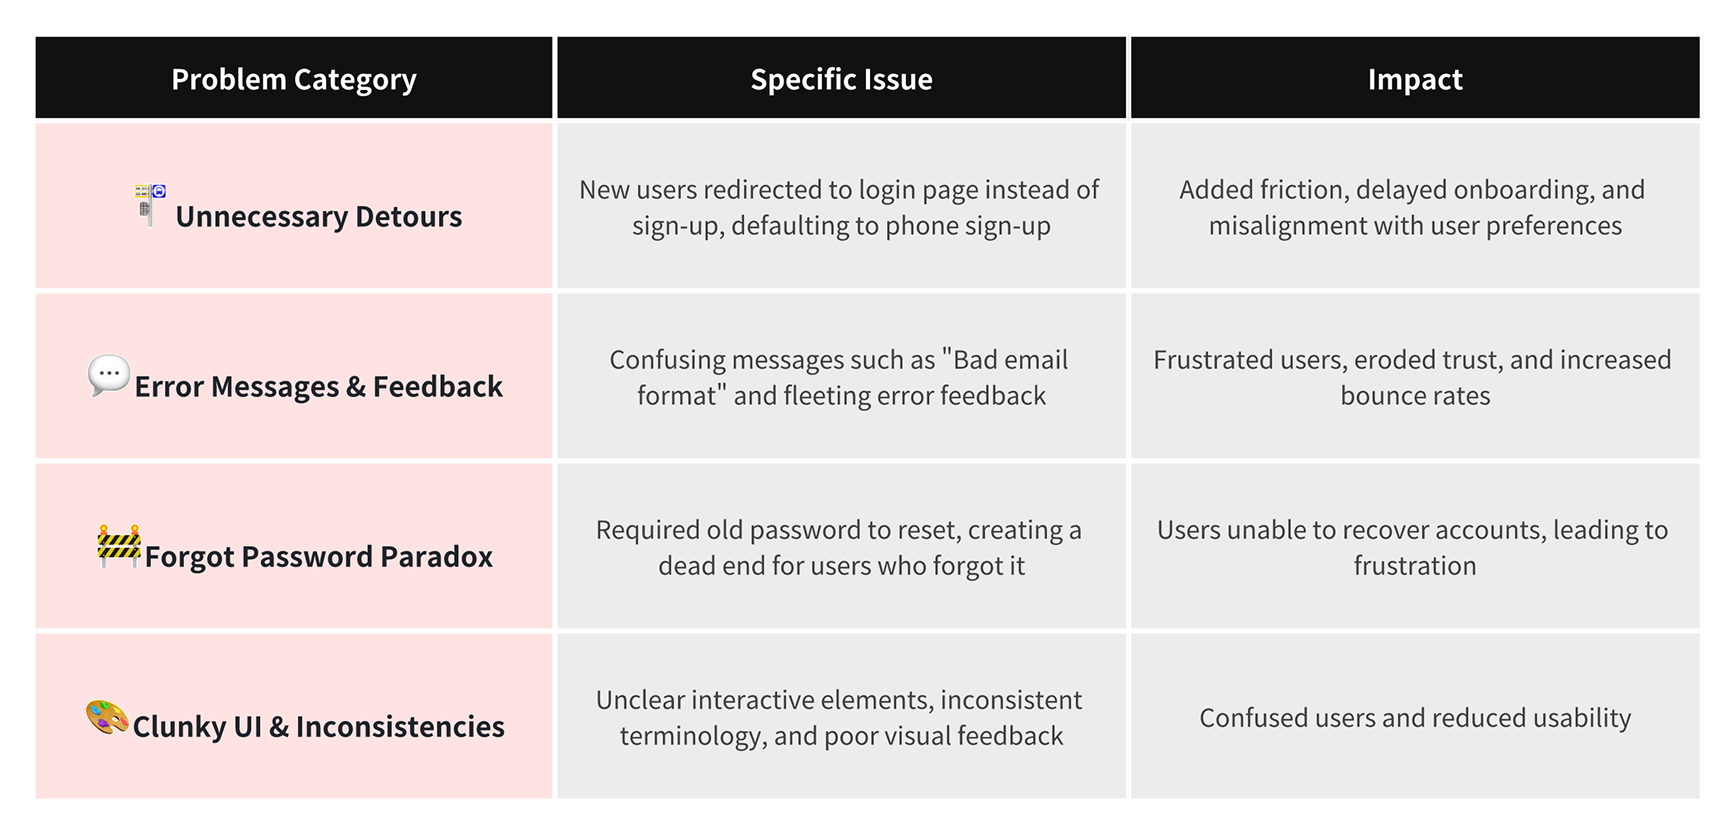 Problem Category
Specific Issue
Impact
Unnecessary Detours
New users redirected to login page instead of
sign-up, defaulting to phone sign-up
Added friction, delayed onboarding, and
misalignment with user preferences
Error Messages & Feedback
Confusing messages such as "Bad email
format" and fleeting error feedback
Frustrated users, eroded trust, and increased
bounce rates
Forgot Password Paradox
Required old password to reset, creating a
dead end for users who forgot it
Users unable to recover accounts, leading to
frustration
Clunky UI & Inconsistencies
Unclear interactive elements, inconsistent
terminology, and poor visual feedback
Confused users and reduced usability